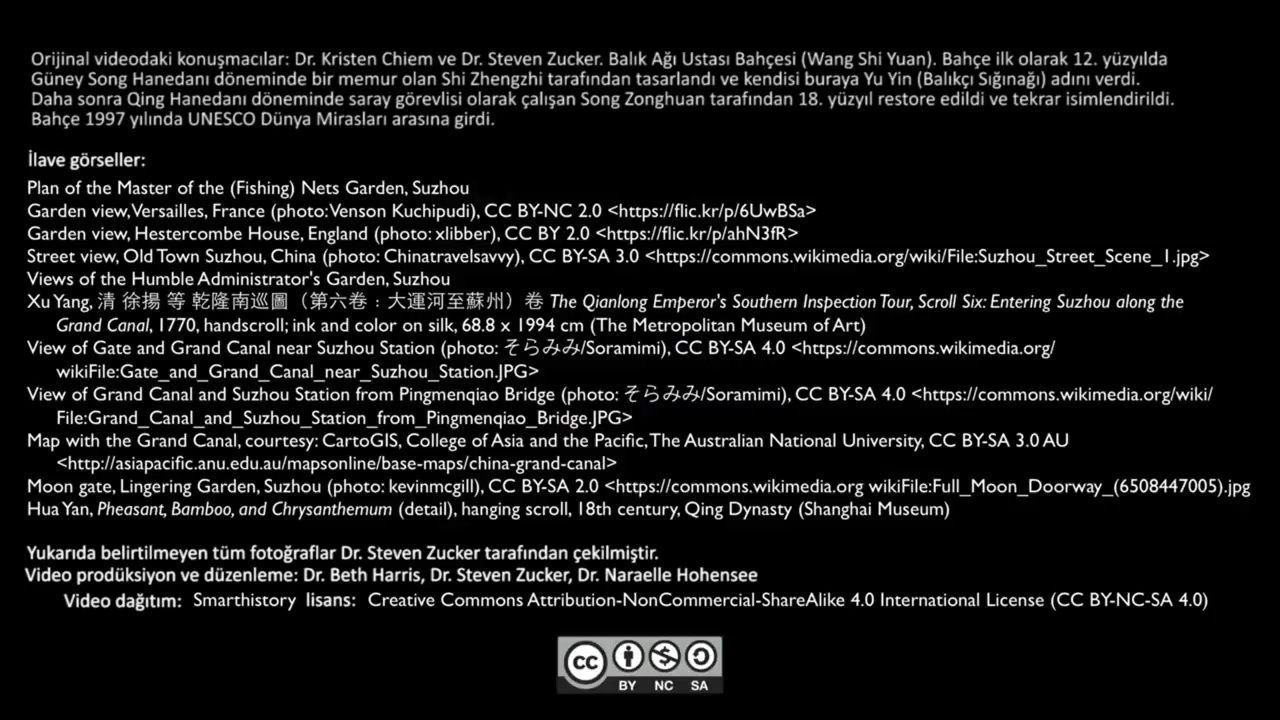 Orijinal videodaki konuşmacılar: Dr. Kristen Chiem ve Dr. Steven Zucker. Balık Ağı Ustası Bahçesi (Wang Shi Yuan). Bahçe ilk olarak 12. yüzyılda
Güney Song Hanedanı döneminde bir memur olan Shi Zhengzhi tarafından tasarlandı ve kendisi buraya Yu Yin (Balıkçı Sığınağı) adını verdi.
Daha sonra Qing Hanedanı döneminde saray görevlisi olarak çalışan Song Zonghuan tarafından 18. yüzyıl restore edildi ve tekrar isimlendirildi.
Bahçe 1997 yılında UNESCO Dünya Mirasları arasına girdi.
İlave görseller:
Plan of the Master of the (Fishing) Nets Garden, Suzhou
Garden view, Versailles, France (photo: Venson Kuchipudi), CC BY-NC 2.0 <https://flic.kr/p/6UwBSa>
Garden view, Hestercombe House, England (photo: xlibber), CC BY 2.0 <https://flic.kr/p/ahN3fR>
Street view, Old Town Suzhou, China (photo: Chinatravelsavvy), CC BY-SA 3.0 <https://commons.wikimedia.org/wiki/File:Suzhou_Street_Scene_1.jpg>
Views of the Humble Administrator's Garden, Suzhou
Xu Yang, 清 徐揚 等 乾隆南巡圖（第六卷：大運河至蘇州）卷 The Qianlong Emperor's Southern Inspection Tour, Scroll Six: Entering Suzhou along the
Grand Canal, 1770, handscroll; ink and color on silk, 68.8 x 1994 cm (The Metropolitan Museum of Art)
View of Gate and Grand Canal near Suzhou Station (photo: そらみみ/Soramimi), CC BY-SA 4.0 <https://commons.wikimedia.org/
wikiFile:Gate_and_Grand_Canal_near_Suzhou_Station.JPG>
View of Grand Canal and Suzhou Station from Pingmenqiao Bridge (photo: そらみみ/Soramimi), CC BY-SA 4.0 <https://commons.wikimedia.org/wiki/
File:Grand_Canal_and_Suzhou_Station_from_Pingmenqiao_Bridge.JPG>
Map with the Grand Canal, courtesy: CartoGIS, College of Asia and the Pacific, The Australian National University, CC BY-SA 3.0 AU
<http://asiapacific.anu.edu.au/mapsonline/base-maps/china-grand-canal>
Moon gate, Lingering Garden, Suzhou (photo: kevinmcgill), CC BY-SA 2.0 <https://commons.wikimedia.org wikiFile:Full_Moon_Doorway_(6508447005).jpg
Hua Yan, Pheasant, Bamboo, and Chrysanthemum (detail), hanging scroll, 18th century, Qing Dynasty (Shanghai Museum)
Yukarıda belirtilmeyen tüm fotoğraflar Dr. Steven Zucker tarafından çekilmiştir.
Video prodüksiyon ve düzenleme: Dr. Beth Harris, Dr. Steven Zucker, Dr. Naraelle Hohensee
Video dağıtım: Smarthistory lisans: Creative Commons Attribution-NonCommercial-ShareAlike 4.0 International License (CC BY-NC-SA 4.0)
cc BY NC SA